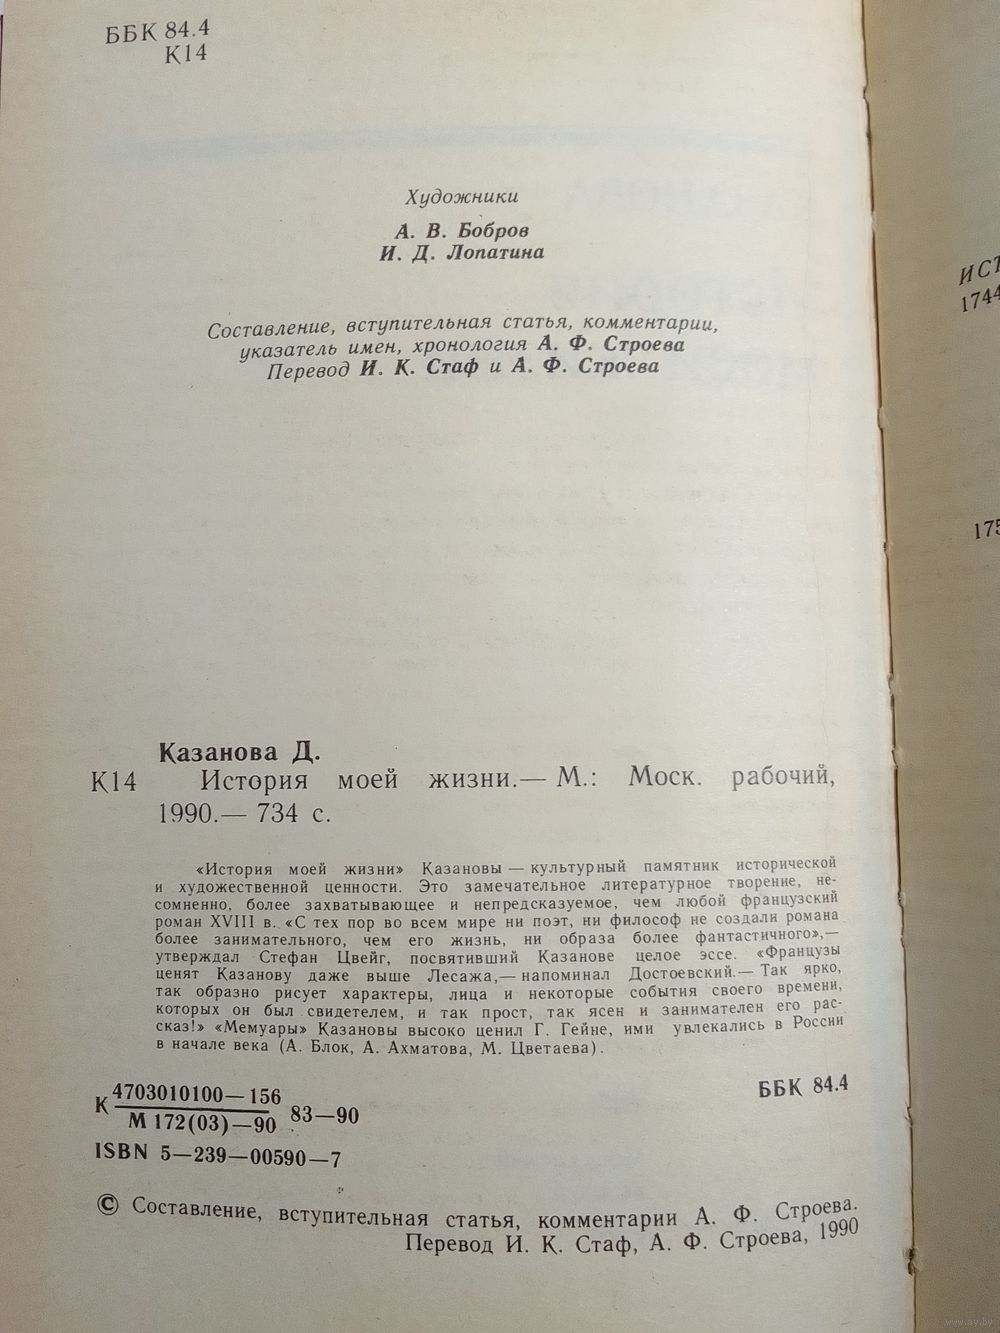 ББК 84.4
К14
Художники
А. В. Бобров
И. Д. Лопатина
Составление, вступительная статья, комментарии,
указатель имен, хронология А. Ф. Строева
Перевод И. К. Стаф и А. Ф. Строева
Казанова Д.
К14 История моей жизни.— М.: Моск. рабочий,
1990.— 734 с.
«История моей жизни» Казановы — культурный памятник исторической
и художественной ценности. Это замечательное литературное творение, не-
сомненно, более захватывающее и непредсказуемое, чем любой французский
роман XVIII в. «С тех пор во всем мире ни поэт, ни философ не создали романа
более занимательного, чем его жизнь, ни образа более фантастичного»,—
утверждал Стефан Цвейг, посвятивший Казанове целое эссе. «Французы
ценят Казанову даже выше Лесажа,— напоминал Достоевский.— Так ярко,
так образно рисует характеры, лица и некоторые события своего времени,
которых он был свидетелем, и так прост, так ясен и занимателен его рас-
сказ!» «Мемуары» Казановы высоко ценил Г. Гейне, ими увлекались в России
в начале века (А. Блок, А. Ахматова, М. Цветаева).
К 4703010100—156
М 172(03)—90 83—90
ББК 84.4
ISBN 5—239—00590—7
© Составление, вступительная статья, комментарии А. Ф. Строева.
Перевод И. К. Стаф, А. Ф. Строева, 1990
ИСТ
1744
175
www.ay.by